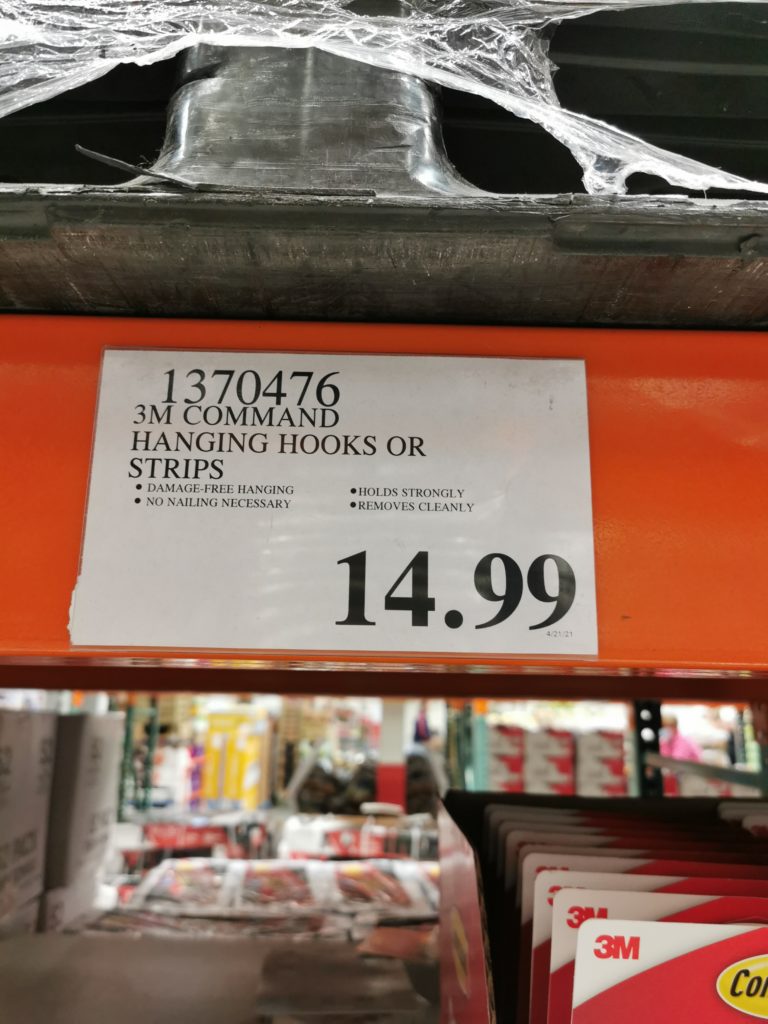 1370476
3M COMMAND
HANGING HOOKS OR
STRIPS
• DAMAGE-FREE HANGING
• NO NAILING NECESSARY
• HOLDS STRONGLY
• REMOVES CLEANLY
14.99
4/21/21
3M
3M
3M